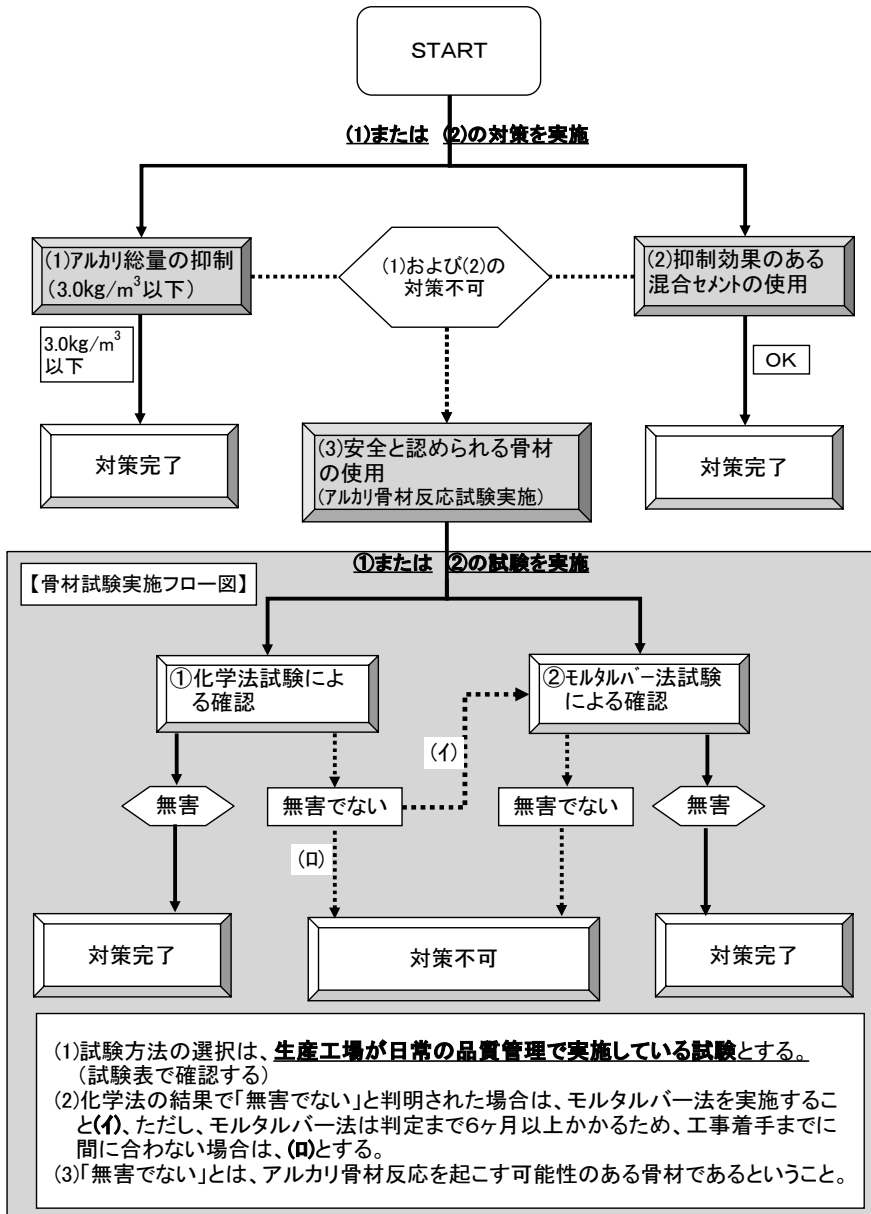 START
(1)または (2)の対策を実施
(1)アルカリ総量の抑制
(3.0kg/m³以下)
(1)および(2)の
対策不可
(2)抑制効果のある
混合セメントの使用
3.0kg/m³
以下
OK
対策完了
(3)安全と認められる骨材
の使用
(アルカリ骨材反応試験実施)
対策完了
①または ②の試験を実施
【骨材試験実施フロー図】
①化学法試験によ
る確認
②モルタルバー法試験
による確認
(イ)
無害
無害でない
無害でない
無害
(ロ)
対策完了
対策不可
対策完了
(1)試験方法の選択は、生産工場が日常の品質管理で実施している試験とする。
(試験表で確認する)
(2)化学法の結果で「無害でない」と判明された場合は、モルタルバー法を実施するこ
と(イ)、ただし、モルタルバー法は判定まで6ヶ月以上かかるため、工事着手までに
間に合わない場合は、(ロ)とする。
(3)「無害でない」とは、アルカリ骨材反応を起こす可能性のある骨材であるということ。